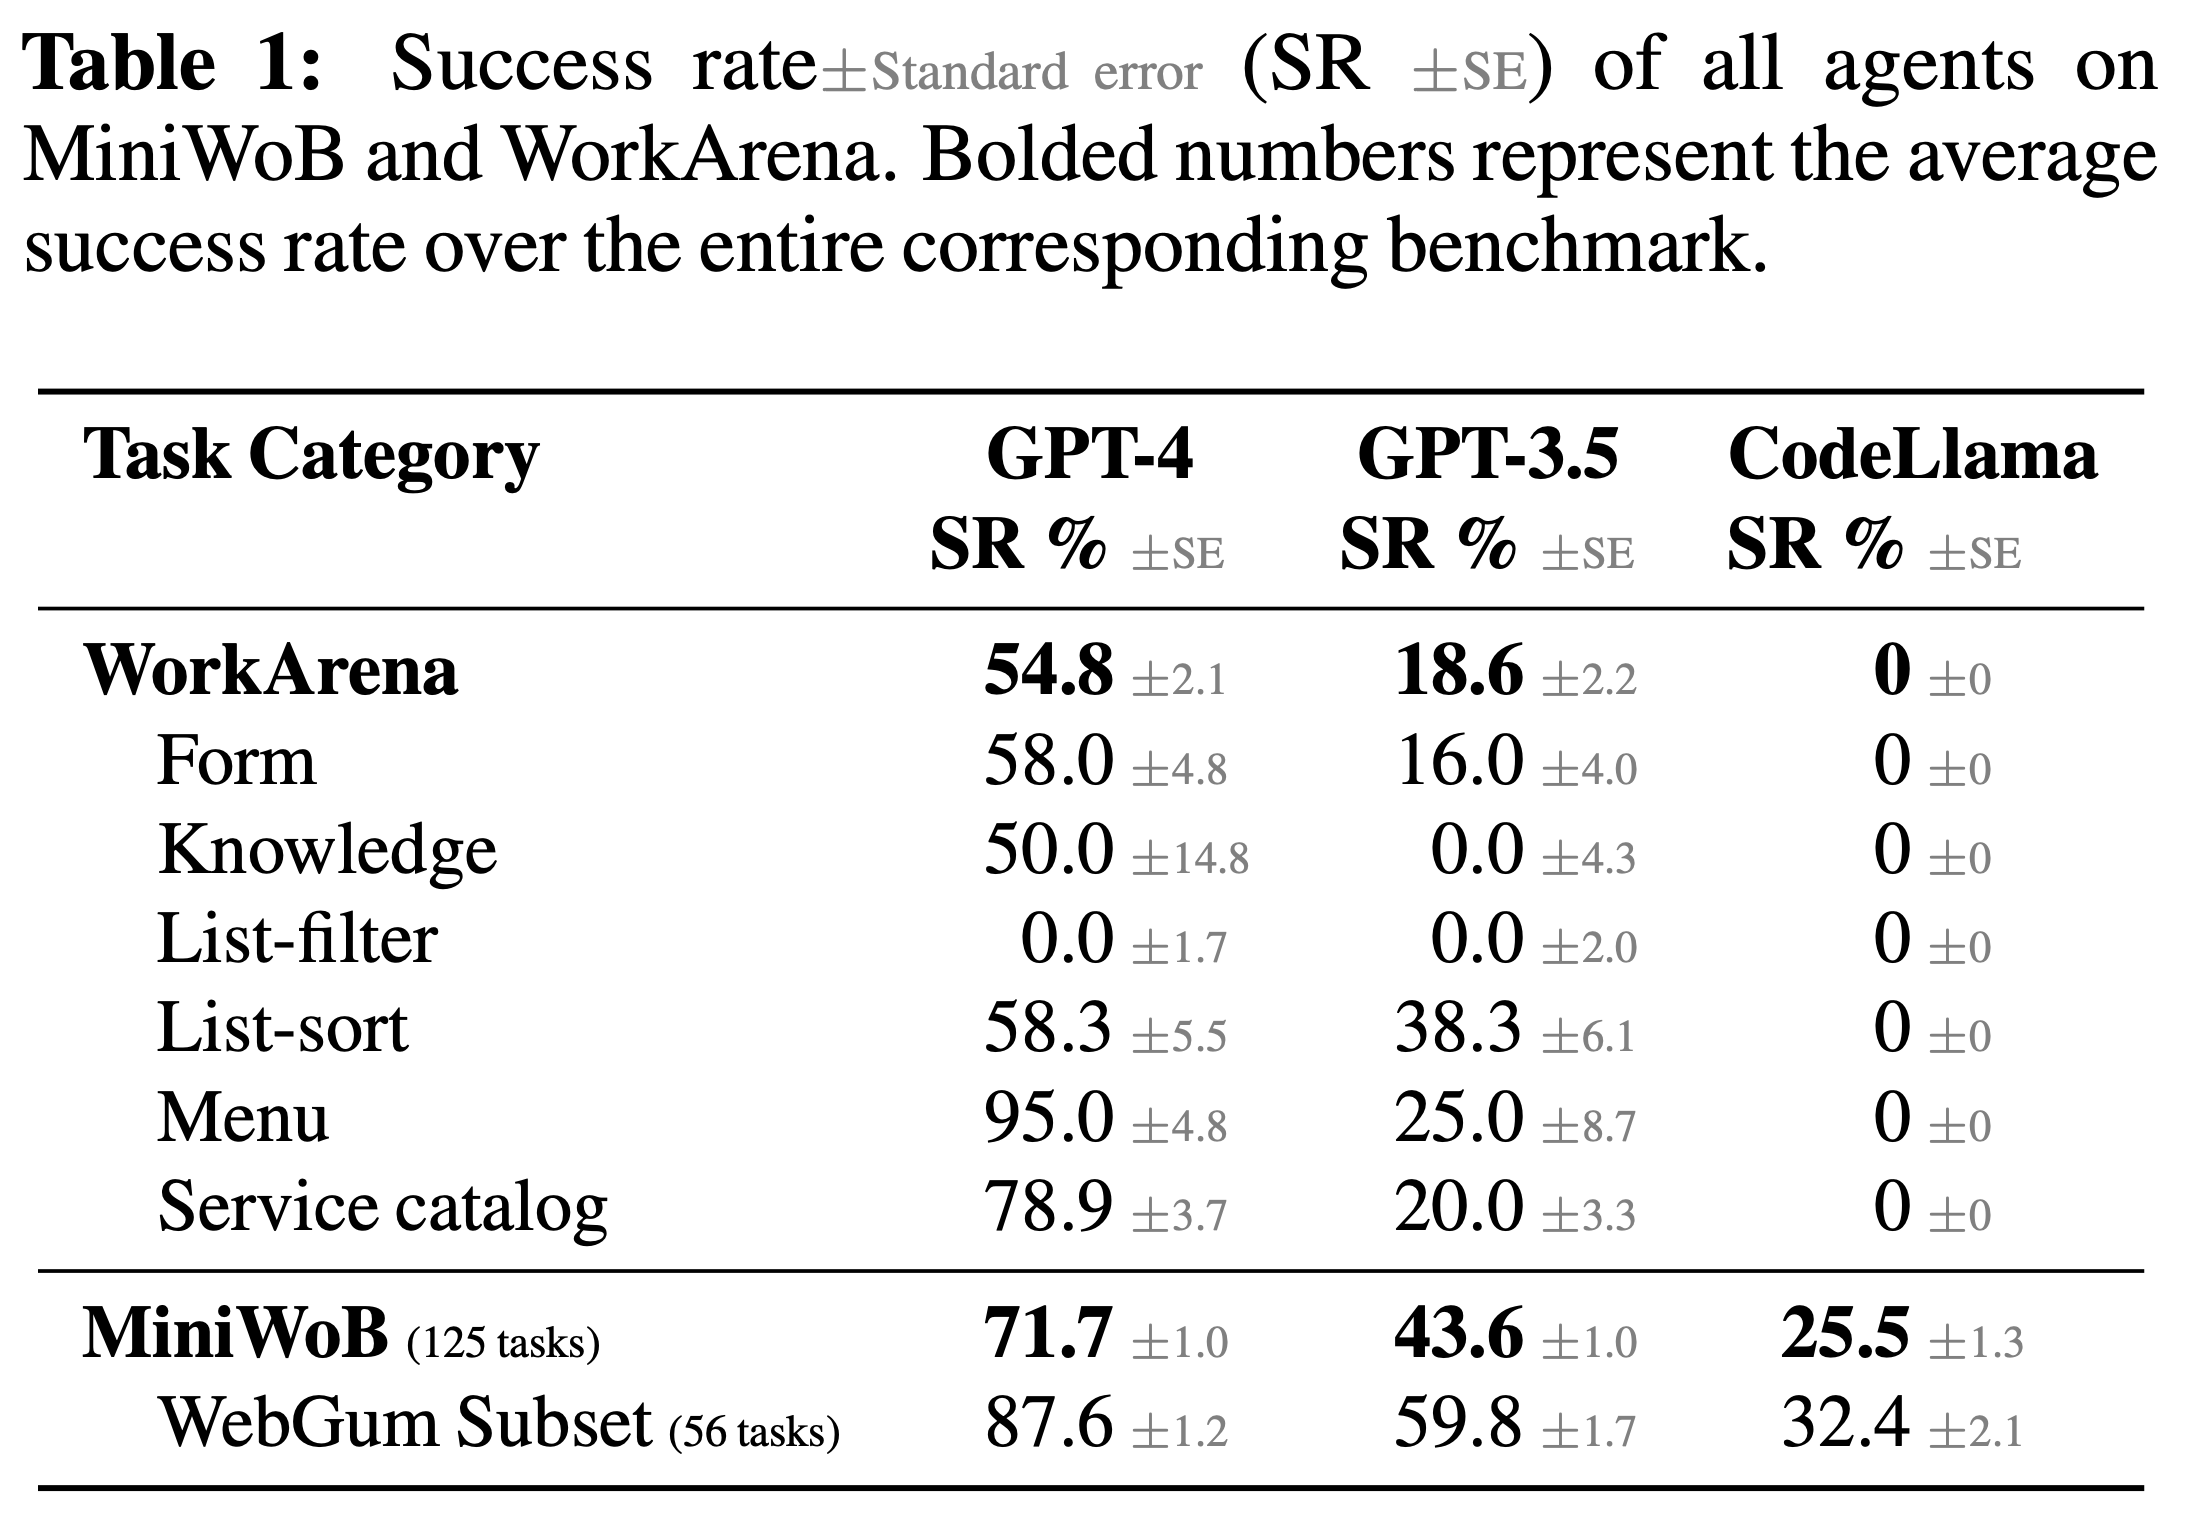 Table 1: Success rate±Standard error (SR ±SE) of all agents on
MiniWoB and WorkArena. Bolded numbers represent the average
success rate over the entire corresponding benchmark.
Task Category GPT-4 GPT-3.5 CodeLlama
SR % ±SE SR % ±SE SR % ±SE
WorkArena 54.8 ±2.1 18.6 ±2.2 0 ±0
Form 58.0 ±4.8 16.0 ±4.0 0 ±0
Knowledge 50.0 ±14.8 0.0 ±4.3 0 ±0
List-filter 0.0 ±1.7 0.0 ±2.0 0 ±0
List-sort 58.3 ±5.5 38.3 ±6.1 0 ±0
Menu 95.0 ±4.8 25.0 ±8.7 0 ±0
Service catalog 78.9 ±3.7 20.0 ±3.3 0 ±0
MiniWoB (125 tasks) 71.7 ±1.0 43.6 ±1.0 25.5 ±1.3
WebGum Subset (56 tasks) 87.6 ±1.2 59.8 ±1.7 32.4 ±2.1